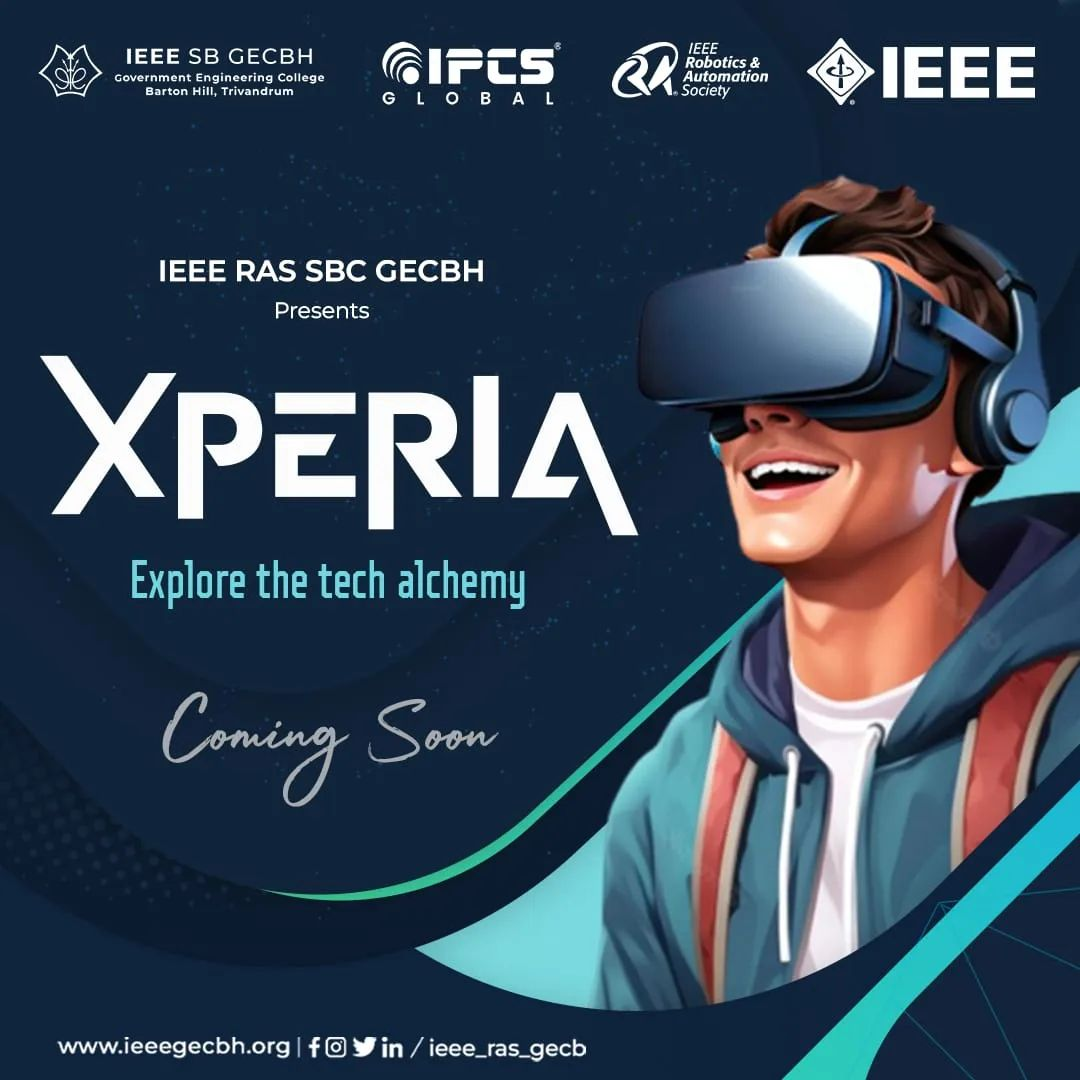 IEEE SB GECBH
Government Engineering College
Barton Hill, Trivandrum
IPCS®
GLOBAL
IEEE
Robotics &
Automation
Society
IEEE
IEEE RAS SBC GECBH
Presents
XPERIA
Explore the tech alchemy
Coming Soon
www.ieeegecbh.org | / ieee_ras_gecb